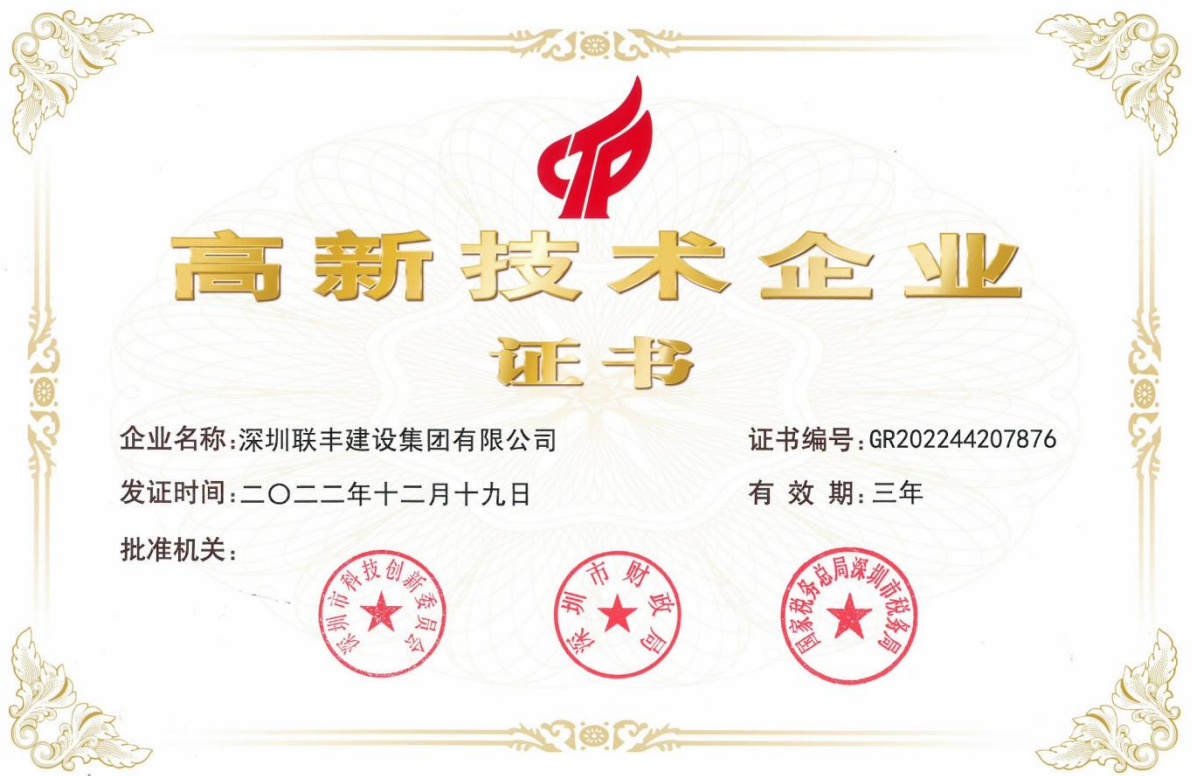 高新技术企业
证书
企业名称:深圳联丰建设集团有限公司
证书编号:GR202244207876
发证时间:二〇二二年十二月十九日
有效期:三年
批准机关:
深圳市科技创新委员会
深圳市财政局
国家税务总局深圳市税务局